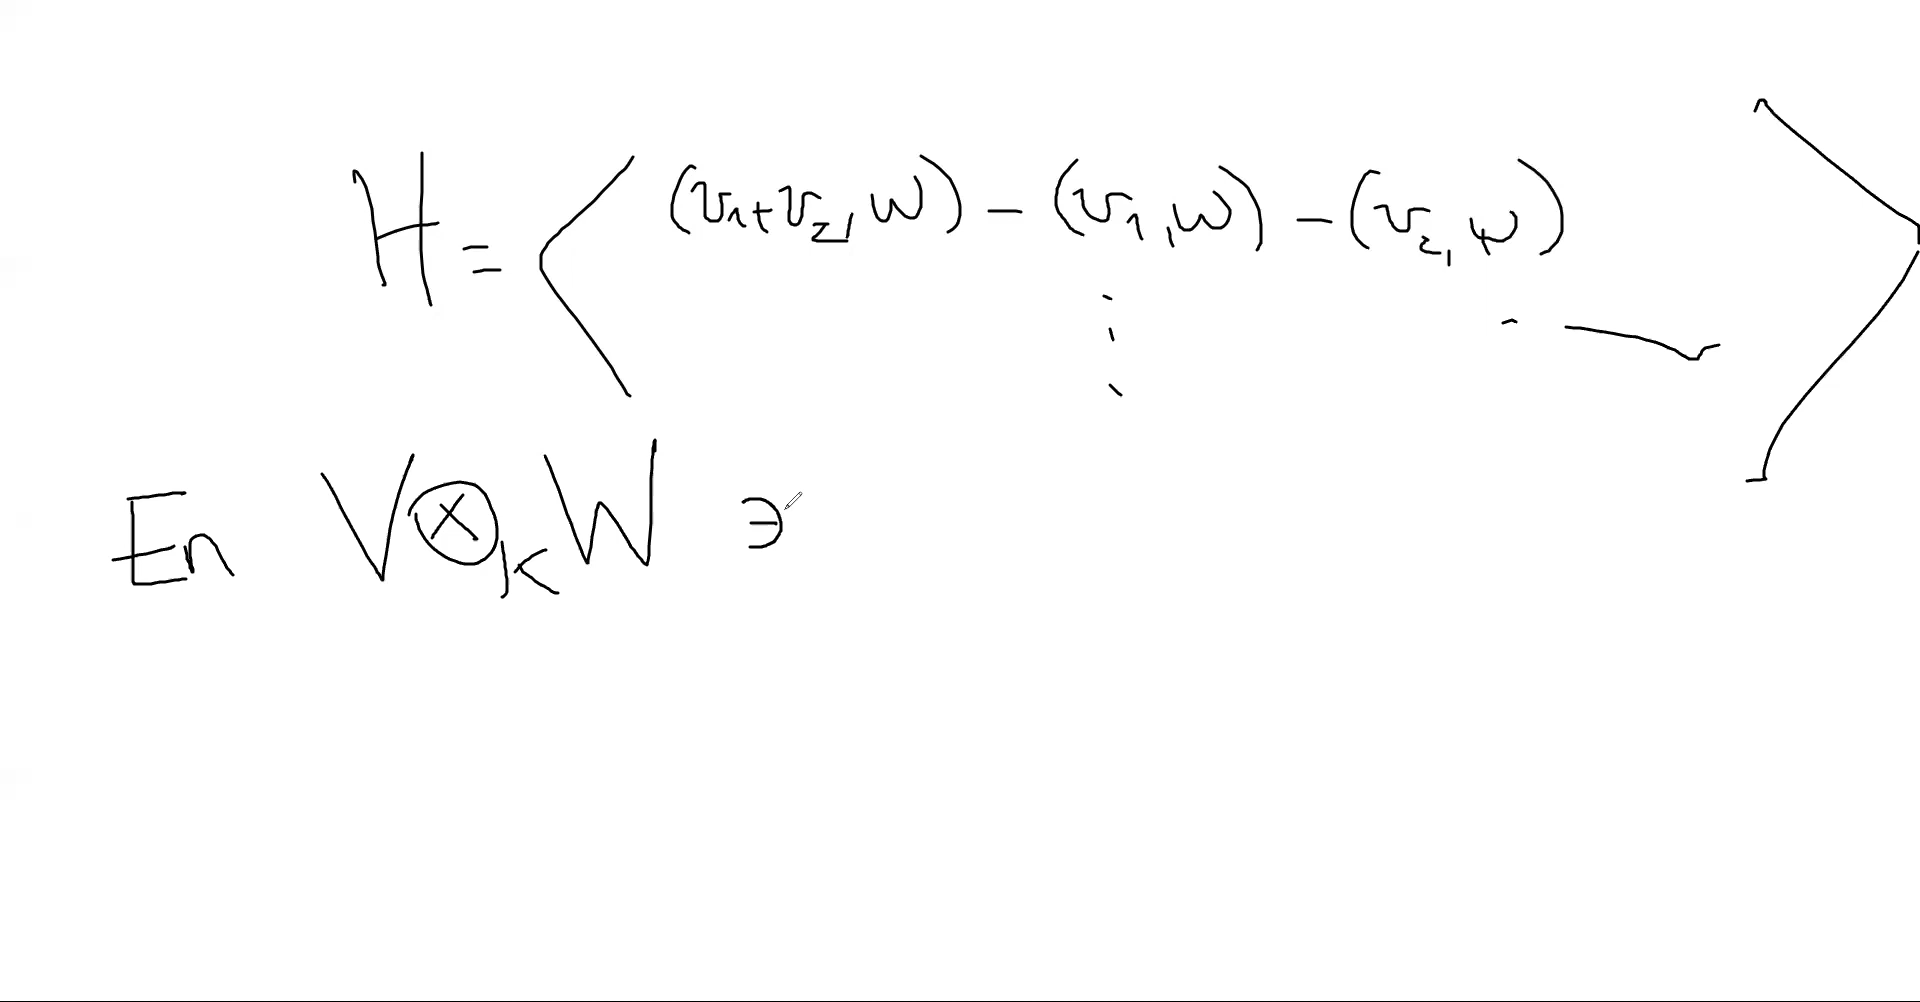 H = ⟨ (v₁+v₂, w) − (v₁, w) − (v₂, w)
⋮ ⟩
En V ⊗ₖ W ∋